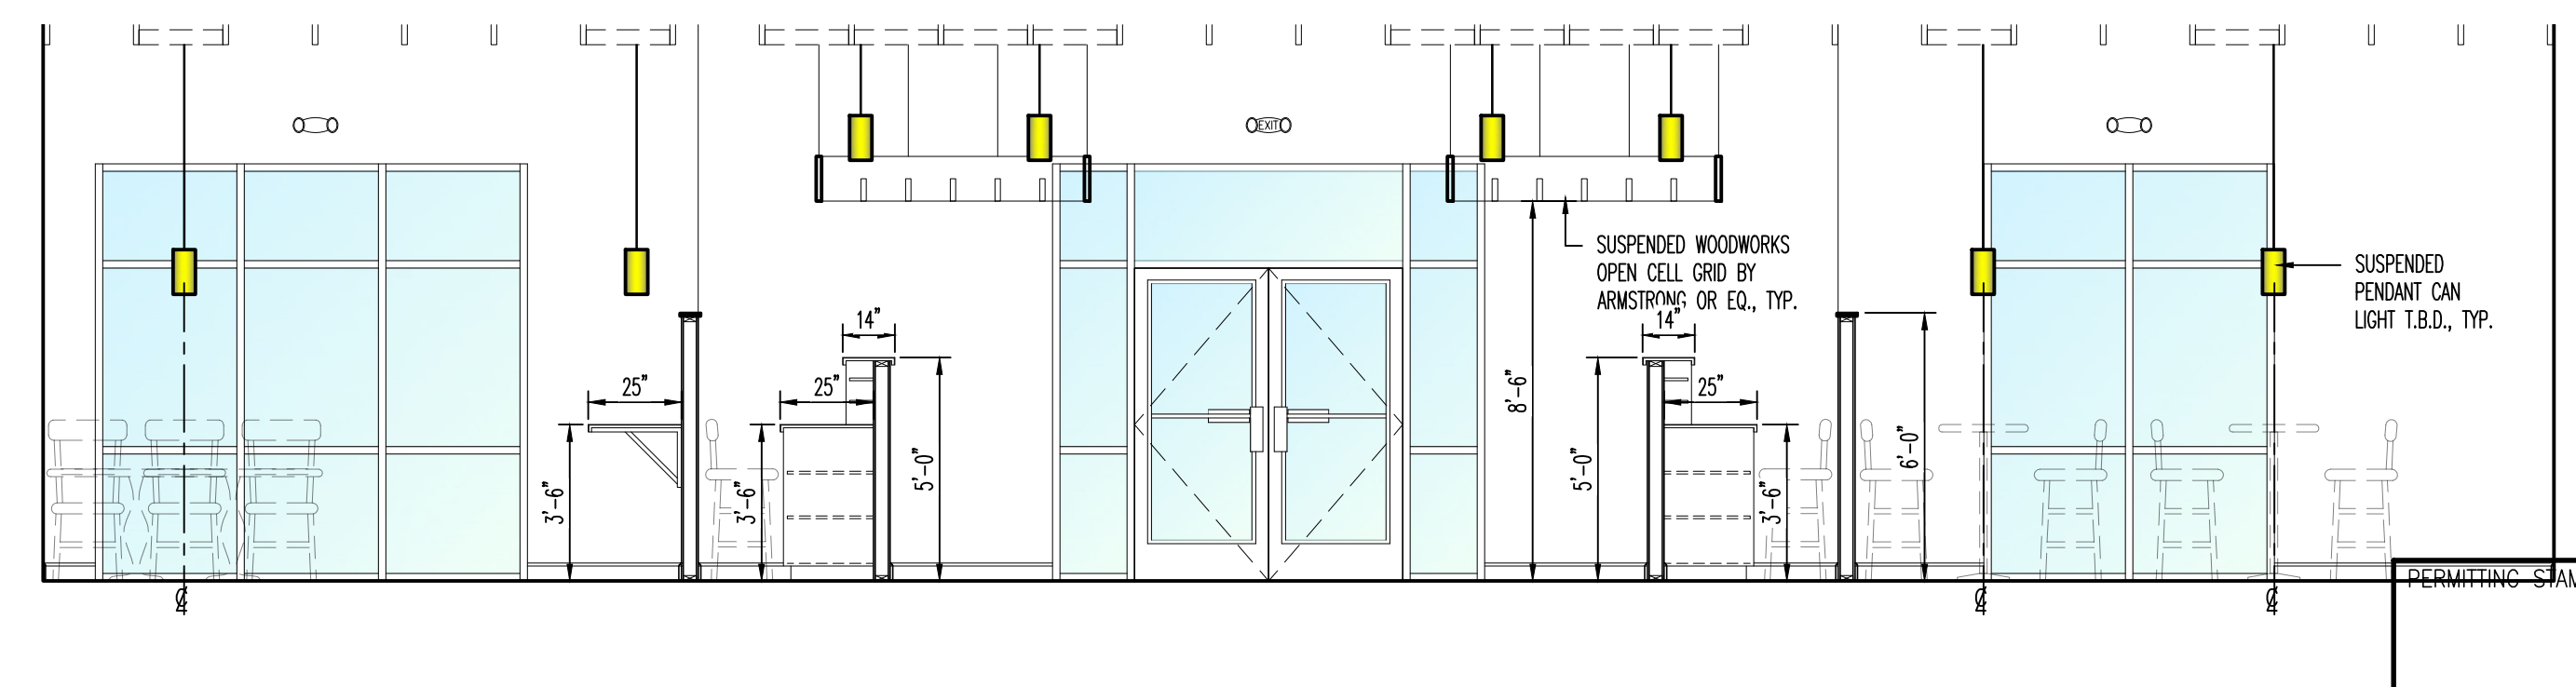 EXIT
SUSPENDED WOODWORKS
OPEN CELL GRID BY
ARMSTRONG OR EQ., TYP.
SUSPENDED
PENDANT CAN
LIGHT T.B.D., TYP.
14"
14"
25"
25"
25"
8'-6"
3'-6"
3'-6"
5'-0"
5'-0"
3'-6"
6'-0"
PERMITTING STAM